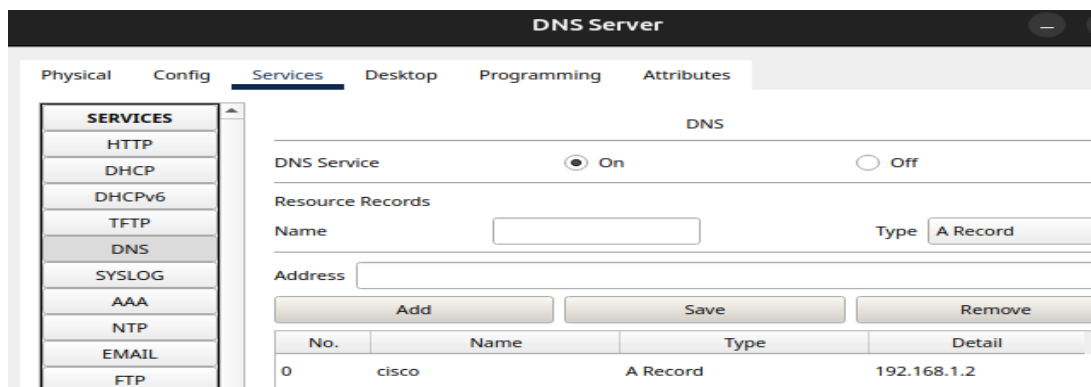 DNS Server
Physical Config Services Desktop Programming Attributes
SERVICES
HTTP
DHCP
DHCPv6
TFTP
DNS
SYSLOG
AAA
NTP
EMAIL
FTP
DNS
DNS Service On Off
Resource Records
Name Type A Record
Address
Add Save Remove
No. Name Type Detail
0 cisco A Record 192.168.1.2